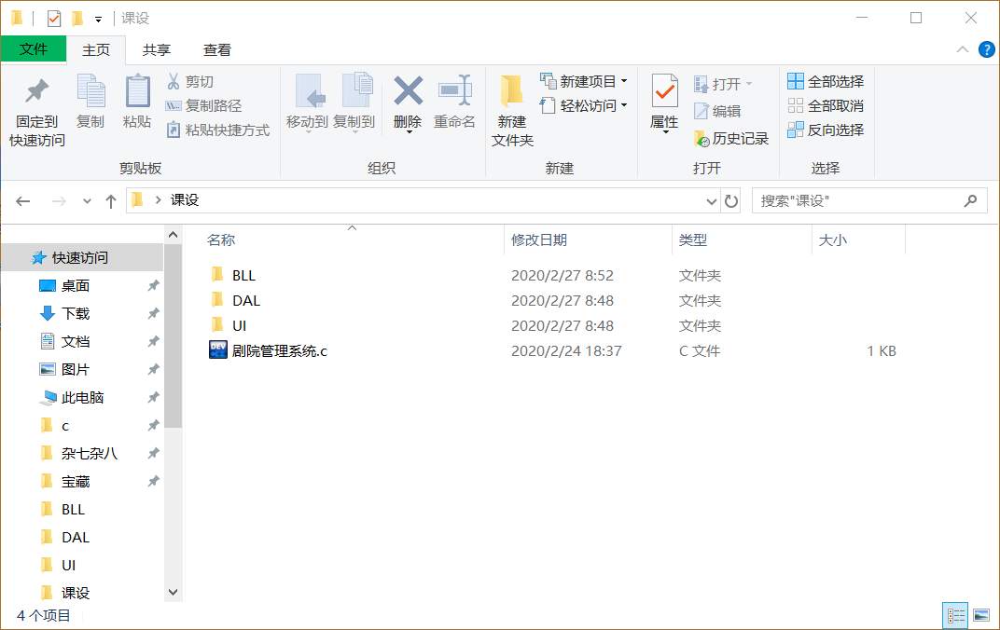 课设
文件 主页 共享 查看
固定到快速访问 复制 粘贴 剪切 复制路径 粘贴快捷方式
移动到 复制到 删除 重命名
新建文件夹 新建项目 轻松访问
属性 打开 编辑 历史记录
全部选择 全部取消 反向选择
剪贴板 组织 新建 打开 选择
课设 搜索"课设"
名称 修改日期 类型 大小
BLL 2020/2/27 8:52 文件夹
DAL 2020/2/27 8:48 文件夹
UI 2020/2/27 8:48 文件夹
DEV 剧院管理系统.c 2020/2/24 18:37 C 文件 1 KB
快速访问
桌面
下载
文档
图片
此电脑
c
杂七杂八
宝藏
BLL
DAL
UI
课设
4 个项目